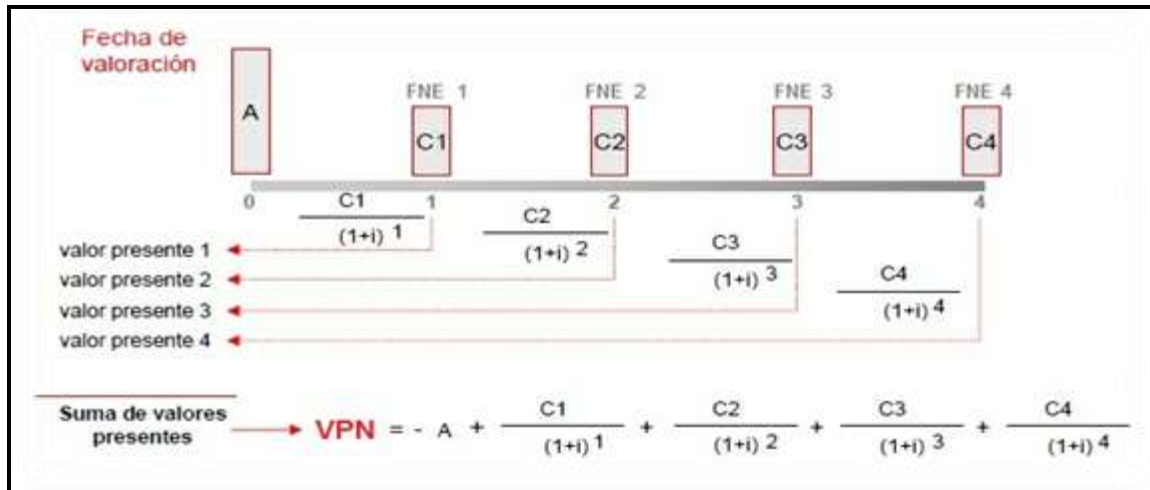 Fecha de
valoración
A
FNE 1
FNE 2
FNE 3
FNE 4
C1
C2
C3
C4
0
1
2
3
4
C1
(1+i) 1
C2
(1+i) 2
C3
(1+i) 3
C4
(1+i) 4
valor presente 1
valor presente 2
valor presente 3
valor presente 4
Suma de valores
presentes
VPN = - A + C1 / (1+i) 1 + C2 / (1+i) 2 + C3 / (1+i) 3 + C4 / (1+i) 4